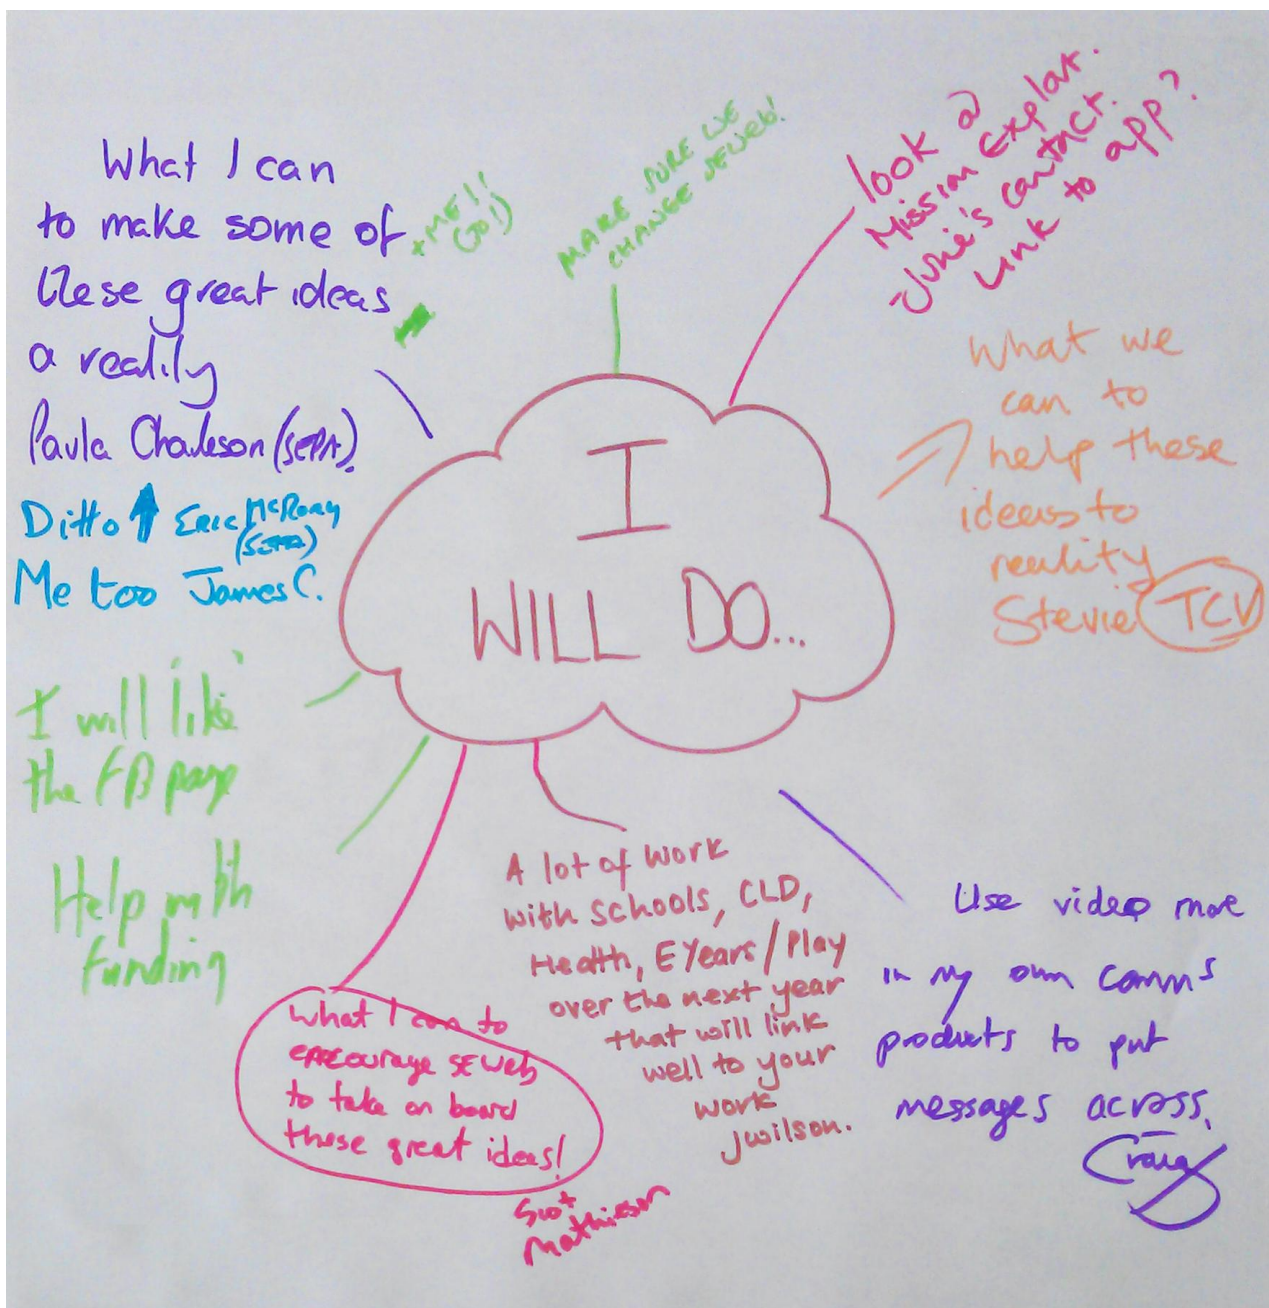 I
WILL DO...
What I can
to make some of
these great ideas
a reality
Paula Charleson (SEPA).
+ ME!!
(JO!)
Ditto Eric McRory
(SEPA)
Me too James C.
MAKE SURE WE
CHANGE SEWeb!
look @
Mission Explor.
June's contact.
Link to app?
What we
can to
help these
ideas to
reality
Stevie TCV
I will 'like'
the FB page
Help with
funding
What I can to
encourage SEWeb
to take on board
these great ideas!
Scot
Mathieson
A lot of work
with schools, CLD,
Health, EYears/Play
over the next year
that will link
well to your
work
JWilson.
Use video more
in my own comms
products to put
messages across.
Craig